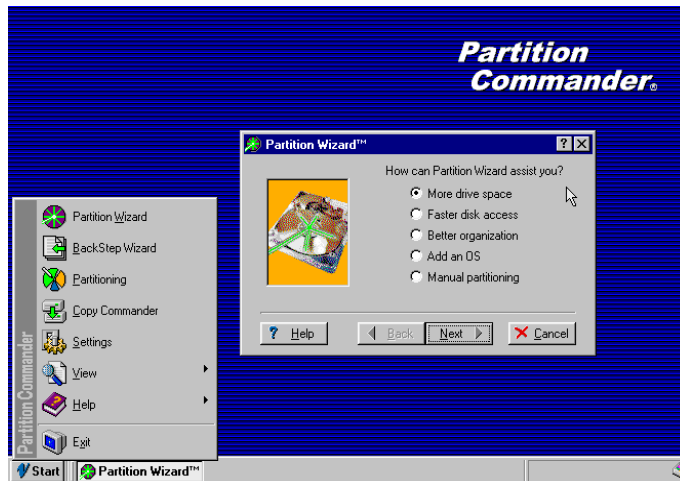 Partition
Commander®
Partition Wizard™
How can Partition Wizard assist you?
More drive space
Faster disk access
Better organization
Add an OS
Manual partitioning
Help
Back
Next
Cancel
Partition Commander
Partition Wizard
BackStep Wizard
Partitioning
Copy Commander
Settings
View
Help
Exit
Start
Partition Wizard™